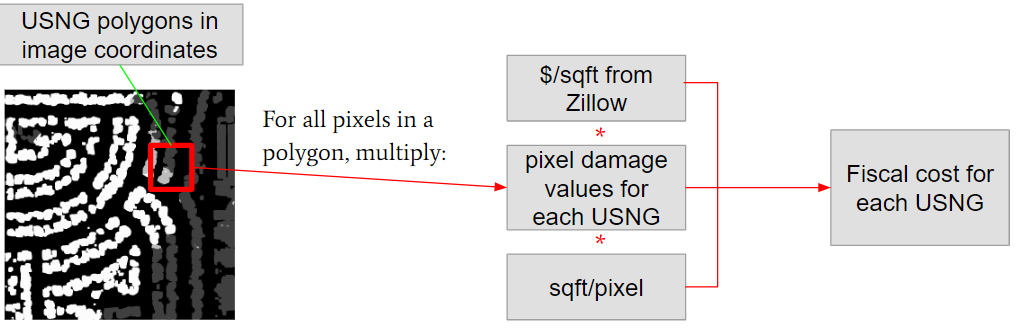 USNG polygons in
image coordinates
For all pixels in a
polygon, multiply:
$/sqft from
Zillow
*
pixel damage
values for
each USNG
*
sqft/pixel
Fiscal cost for
each USNG